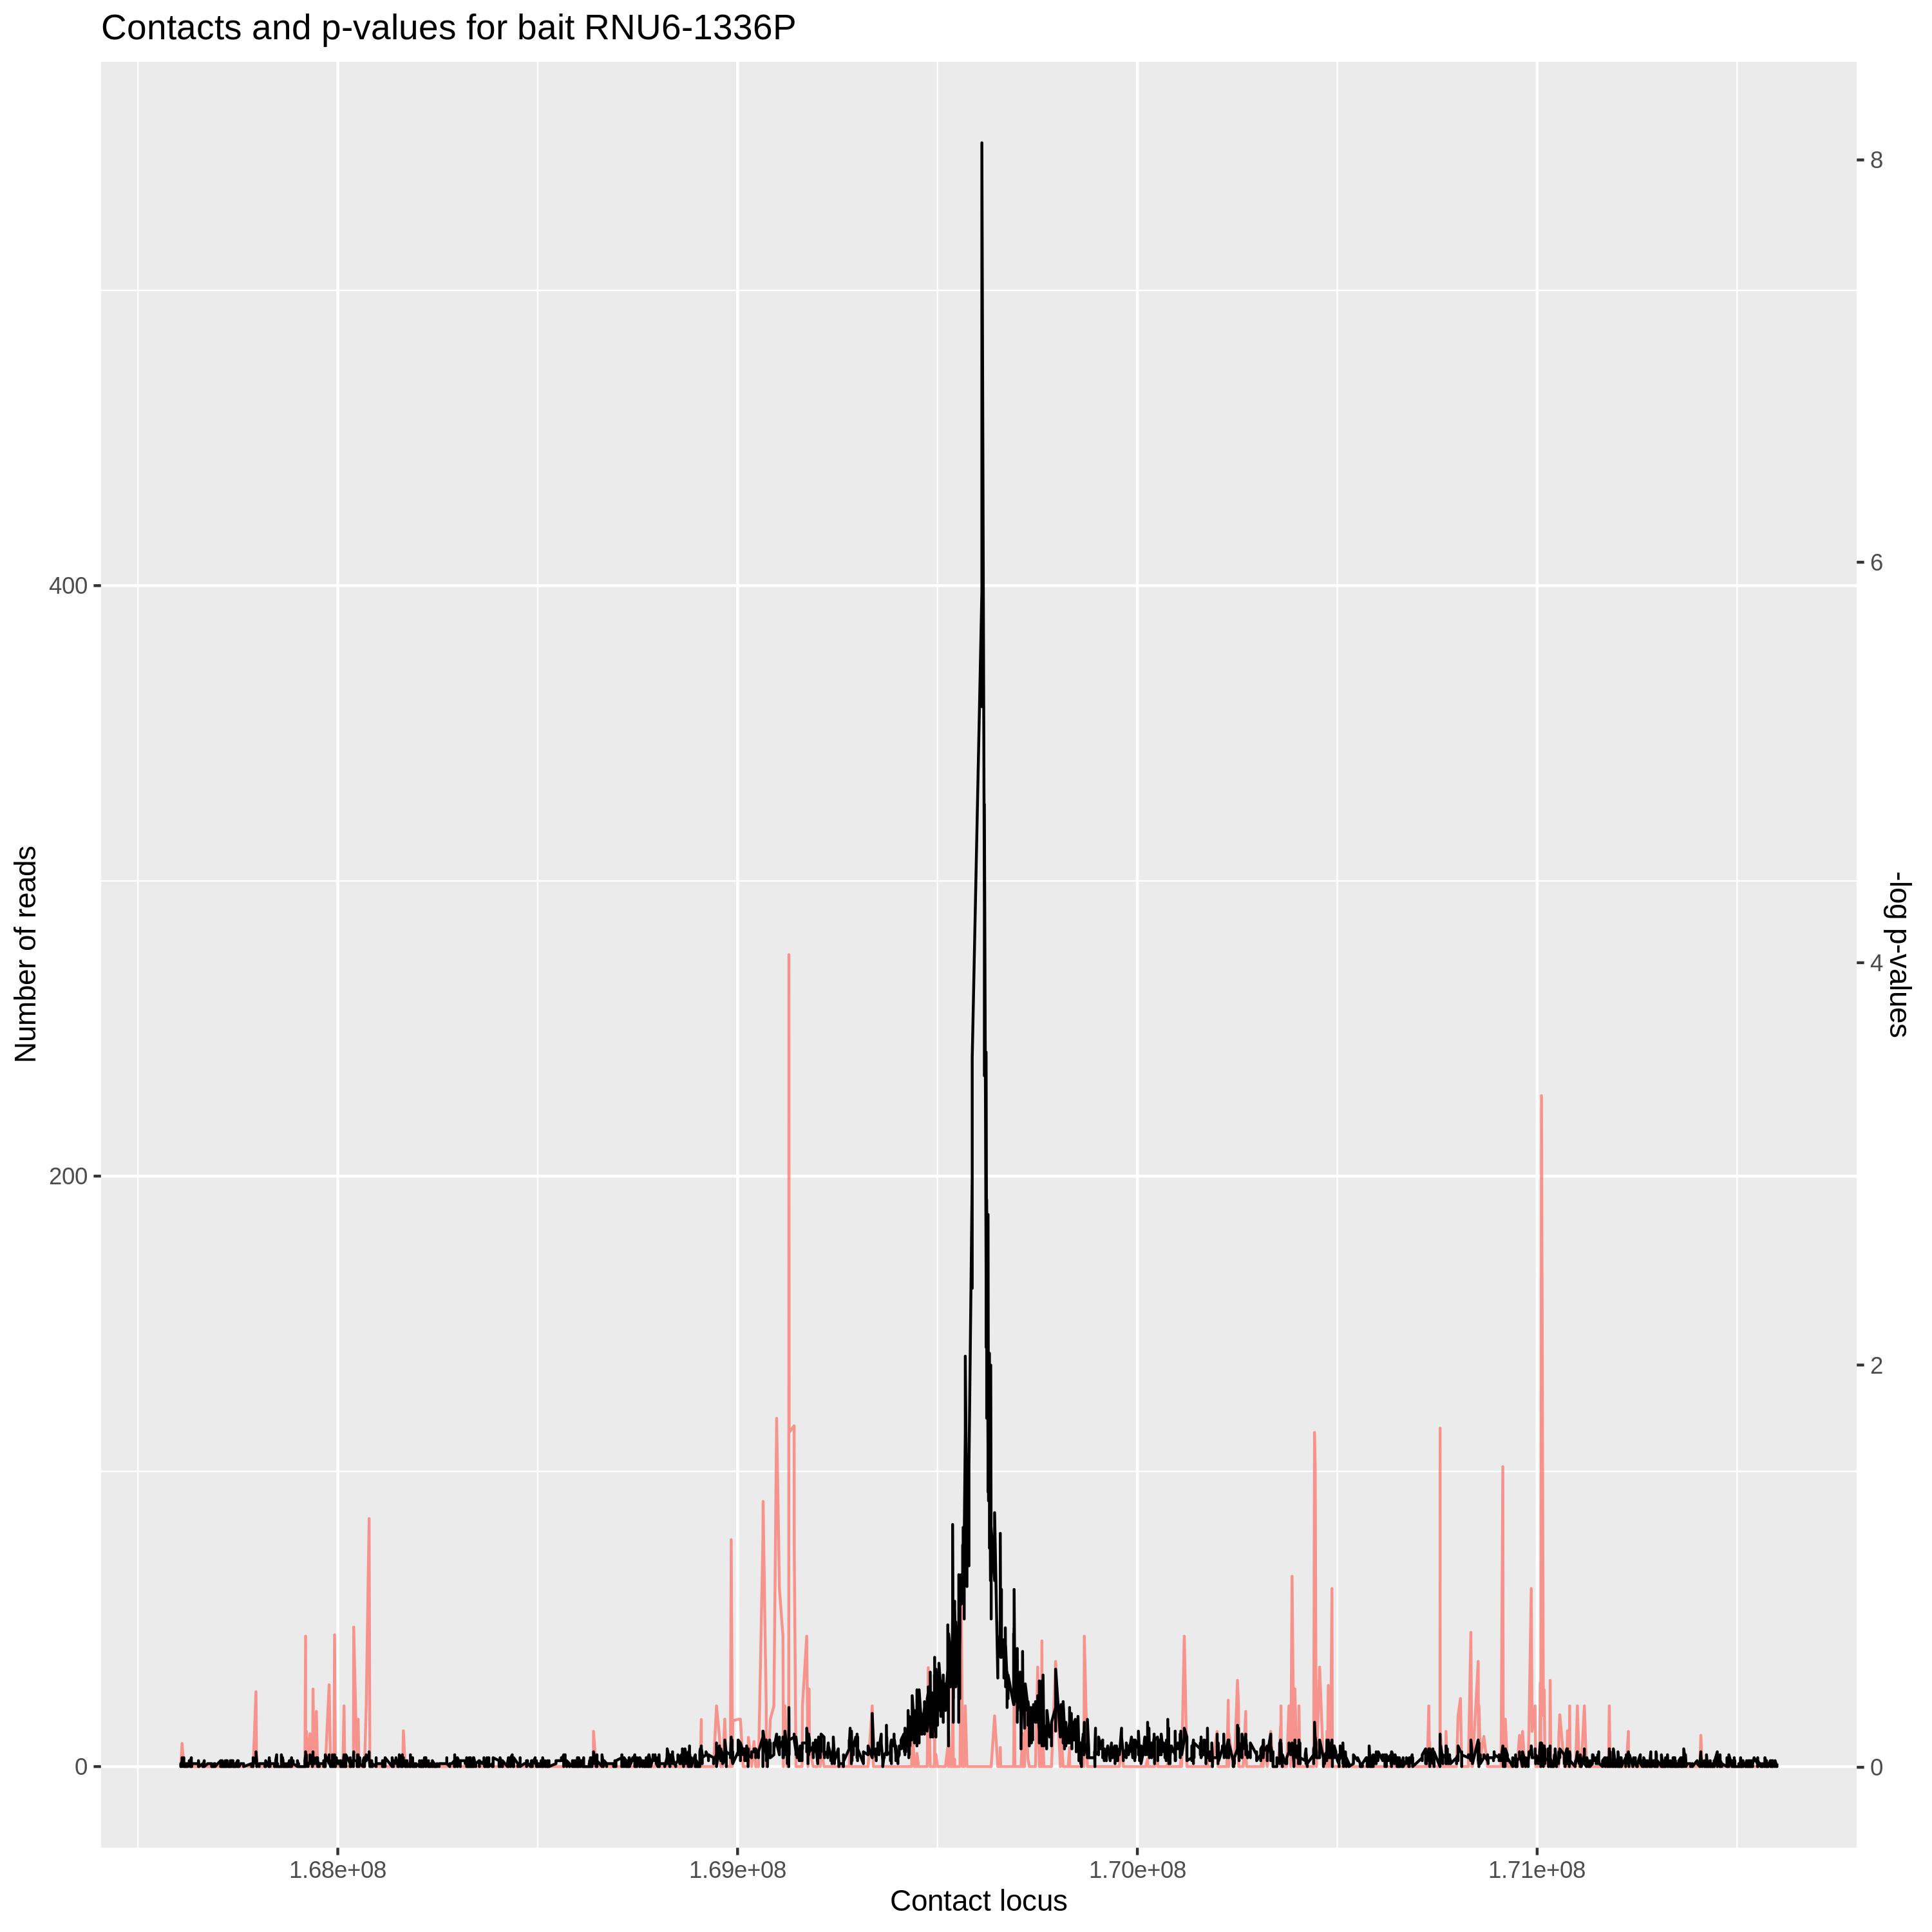 Contacts and p-values for bait RNU6-1336P
Number of reads
400
200
0
8
6
4
2
0
-log p-values
1.68e+08 1.69e+08 1.70e+08 1.71e+08
Contact locus